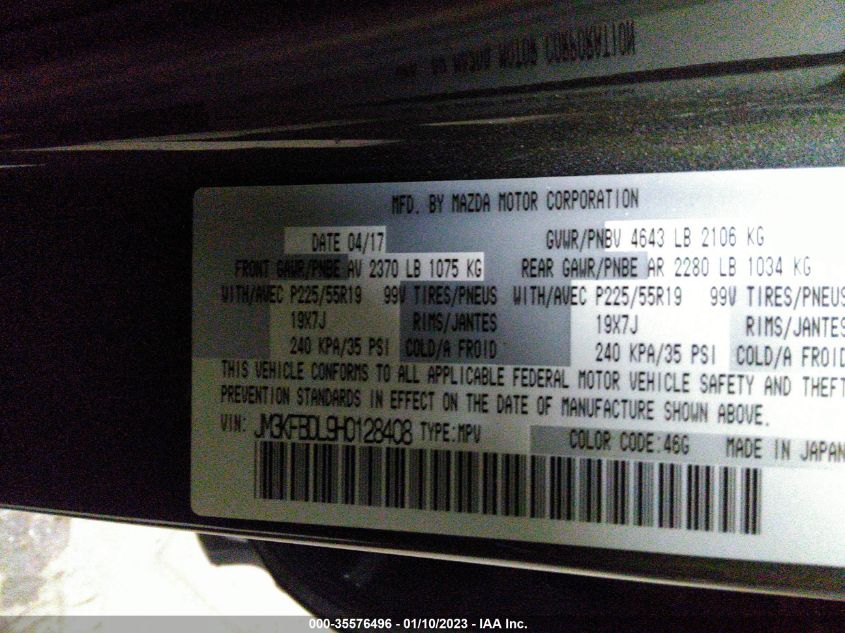 MFD. BY MAZDA MOTOR CORPORATION
DATE 04/17 GVWR/PNBV 4643 LB 2106 KG
FRONT GAWR/PNBE AV 2370 LB 1075 KG REAR GAWR/PNBE AR 2280 LB 1034 KG
WITH/AVEC P225/55R19 99V TIRES/PNEUS WITH/AVEC P225/55R19 99V TIRES/PNEUS
19X7J RIMS/JANTES 19X7J RIMS/JANTES
240 KPA/35 PSI COLD/A FROID 240 KPA/35 PSI COLD/A FROID
THIS VEHICLE CONFORMS TO ALL APPLICABLE FEDERAL MOTOR VEHICLE SAFETY AND THEFT
PREVENTION STANDARDS IN EFFECT ON THE DATE OF MANUFACTURE SHOWN ABOVE.
VIN: JM3KFBDL9H0128408 TYPE:MPV COLOR CODE:46G MADE IN JAPAN
000-35576496 - 01/10/2023 - IAA Inc.